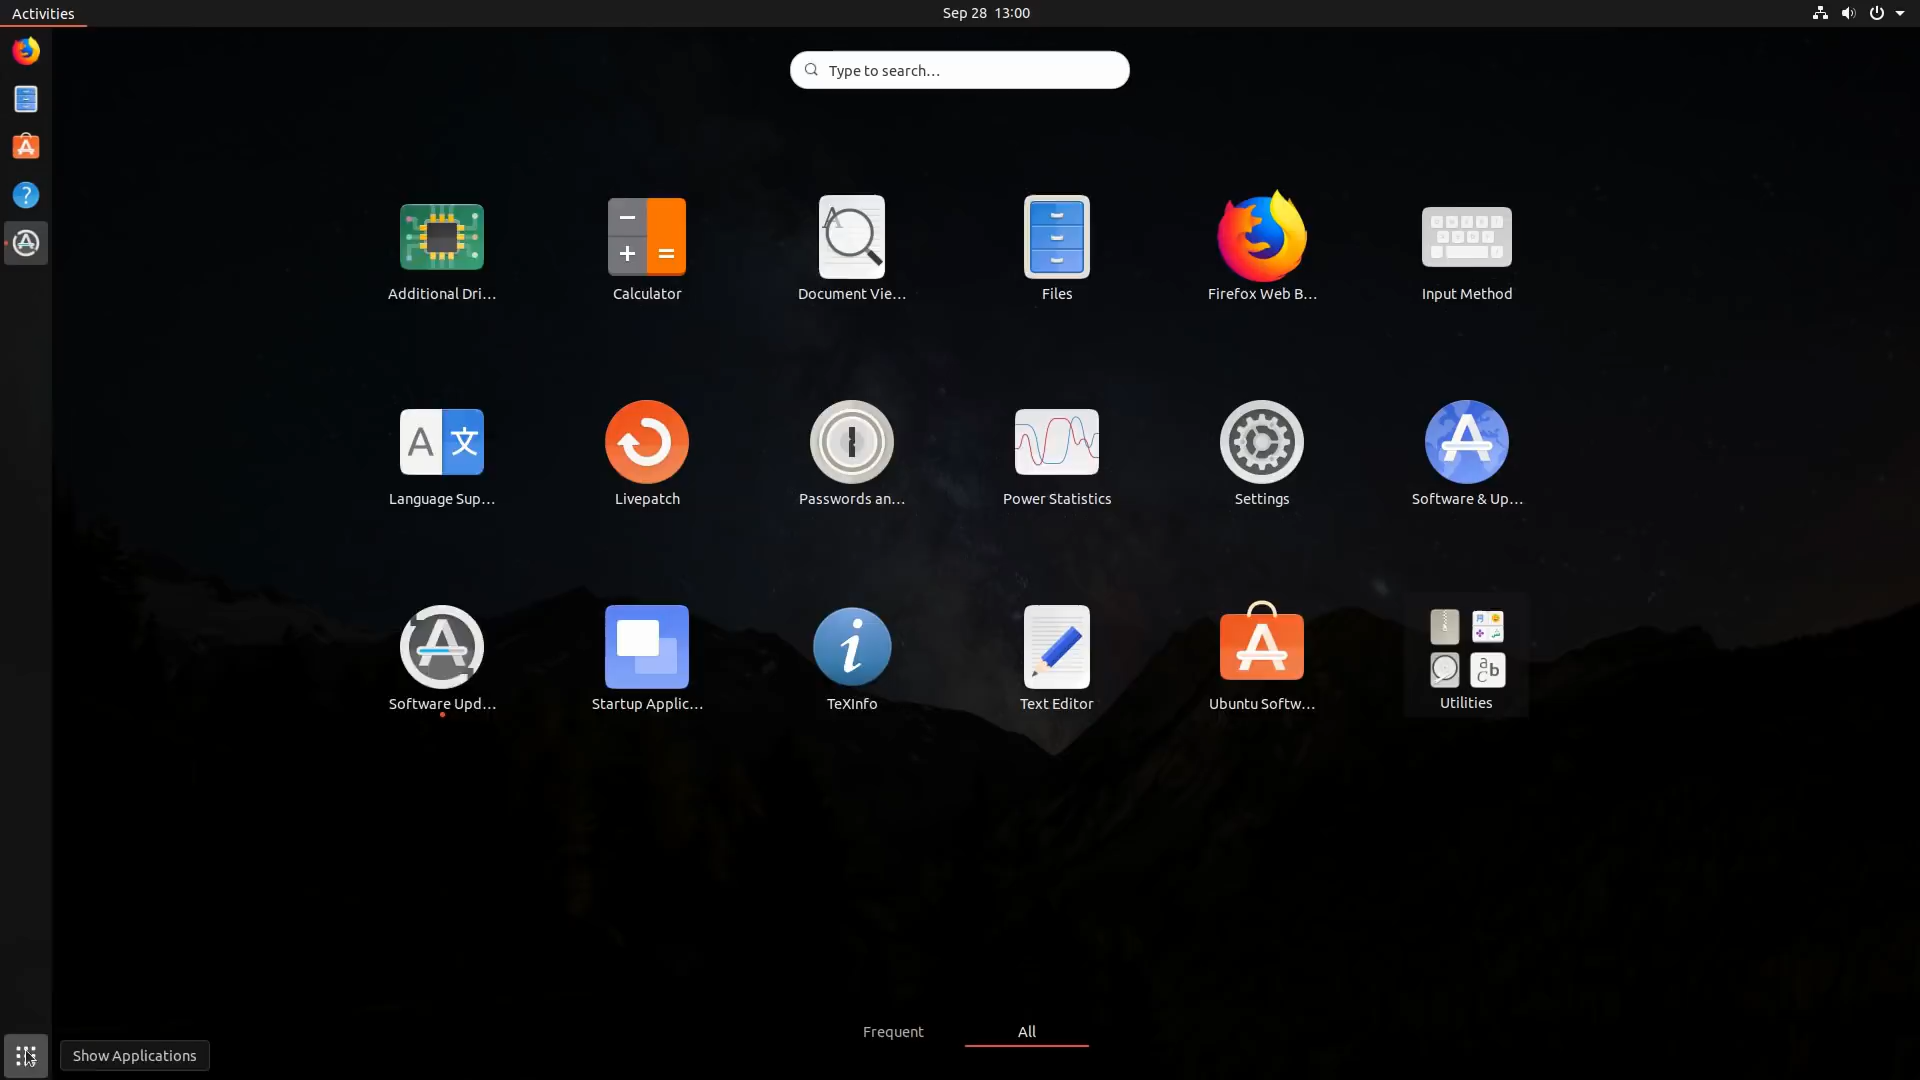 Activities
Sep 28 13:00
Type to search...
Additional Dri...
Calculator
Document Vie...
Files
Firefox Web B...
Input Method
Language Sup...
Livepatch
Passwords an...
Power Statistics
Settings
Software & Up...
Software Upd...
Startup Applic...
TeXInfo
Text Editor
Ubuntu Softw...
Utilities
Frequent
All
Show Applications